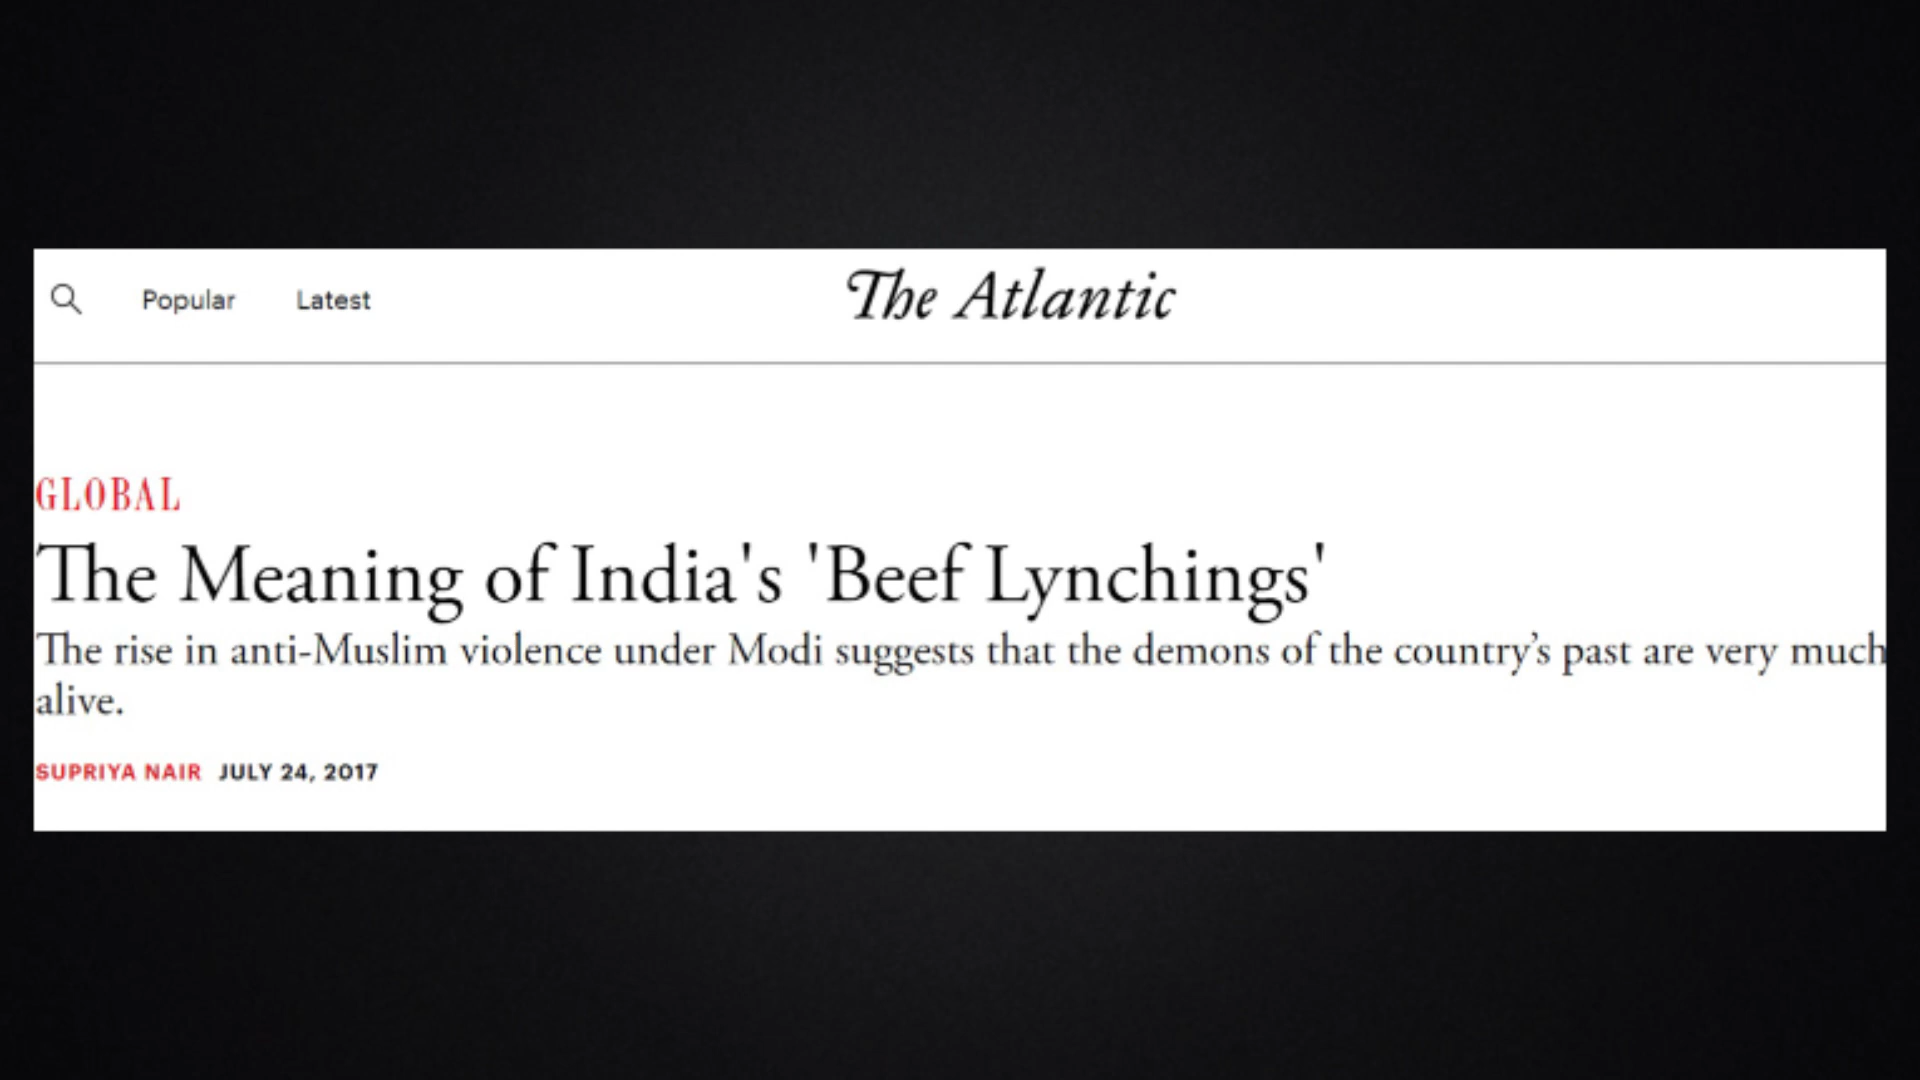 Popular Latest The Atlantic
GLOBAL
The Meaning of India's 'Beef Lynchings'
The rise in anti-Muslim violence under Modi suggests that the demons of the country’s past are very much
alive.
SUPRIYA NAIR JULY 24, 2017